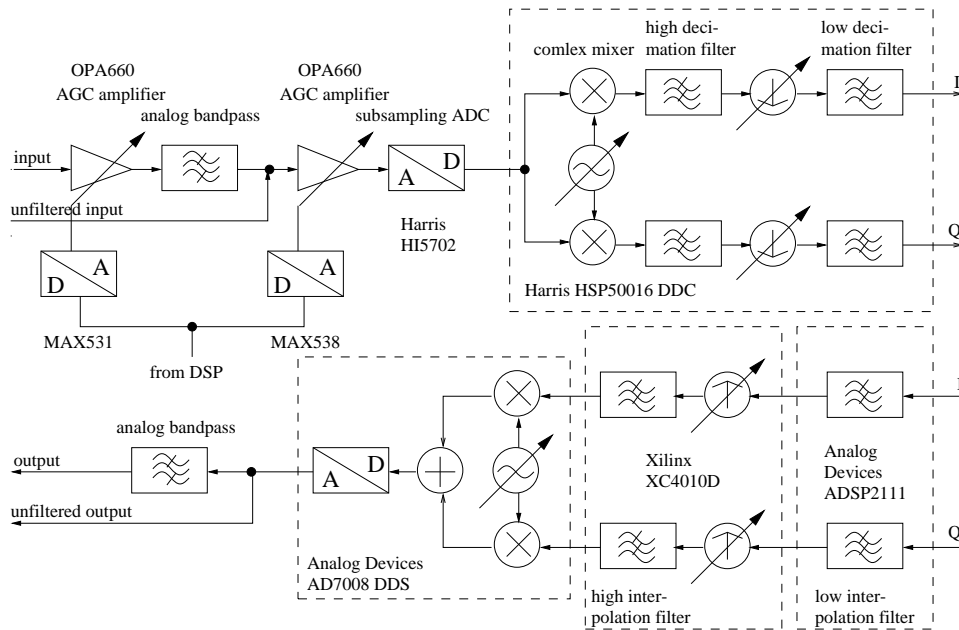 high deci-
mation filter
low deci-
mation filter
comlex mixer
OPA660
AGC amplifier
OPA660
AGC amplifier
analog bandpass
subsampling ADC
I
input
D
A
unfiltered input
Harris
HI5702
Q
A
D
A
D
Harris HSP50016 DDC
MAX531
MAX538
from DSP
I
analog bandpass
D
A
output
unfiltered output
Xilinx
XC4010D
Analog
Devices
ADSP2111
Q
Analog Devices
AD7008 DDS
high inter-
polation filter
low inter-
polation filter